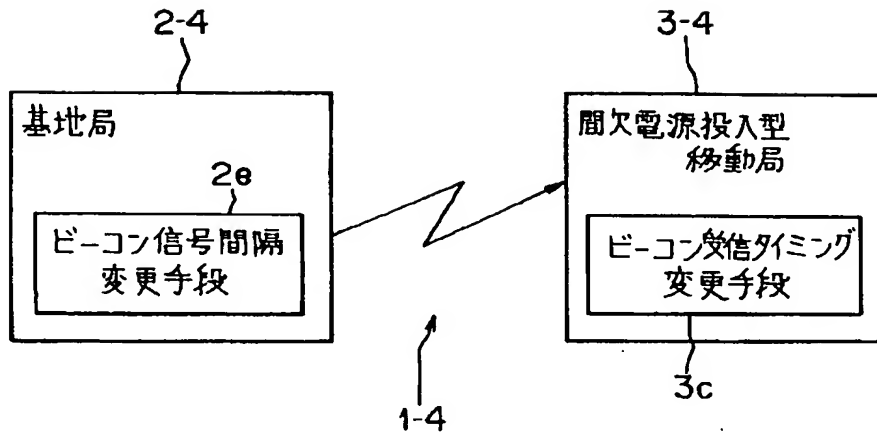 2-4
基地局
2e
ビーコン信号間隔
変更手段
3-4
間欠電源投入型
移動局
ビーコン受信タイミング
変更手段
3c
1-4